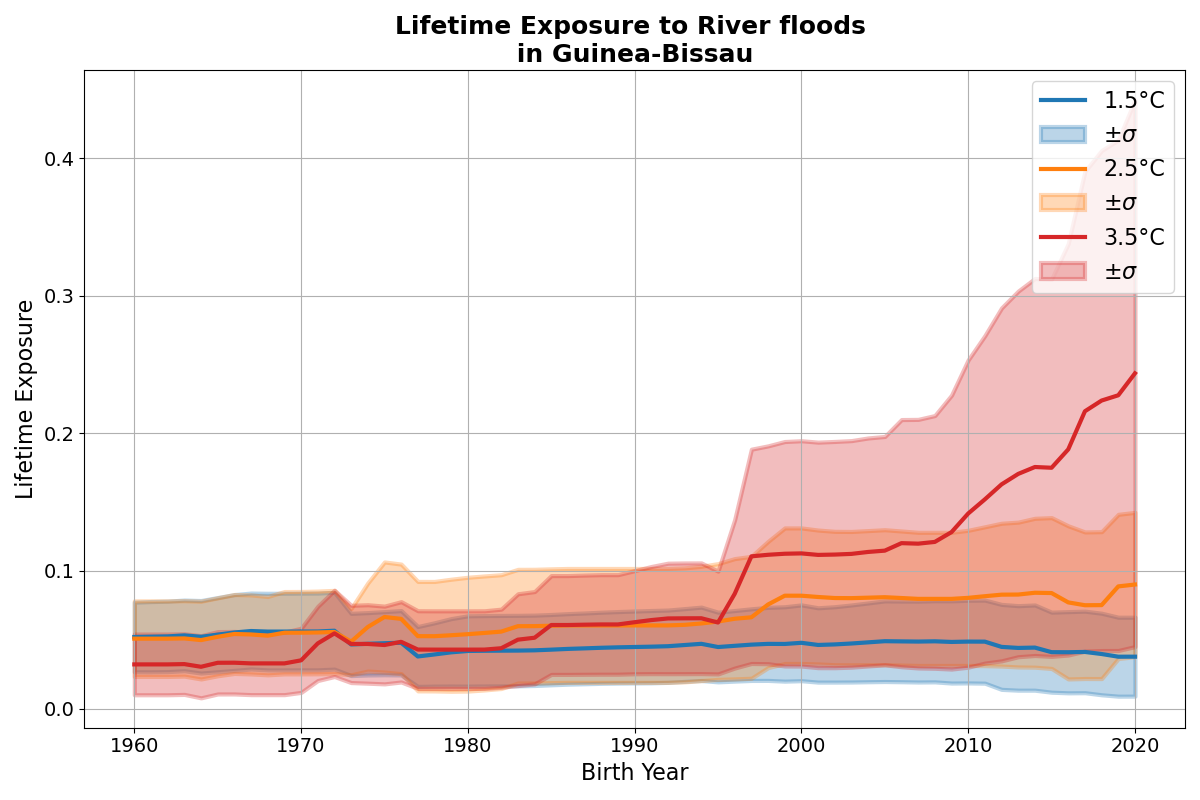 Lifetime Exposure to River floods
in Guinea-Bissau
Lifetime Exposure
0.4
0.3
0.2
0.1
0.0
1960
1970
1980
1990
2000
2010
2020
Birth Year
1.5°C
±σ
2.5°C
±σ
3.5°C
±σ